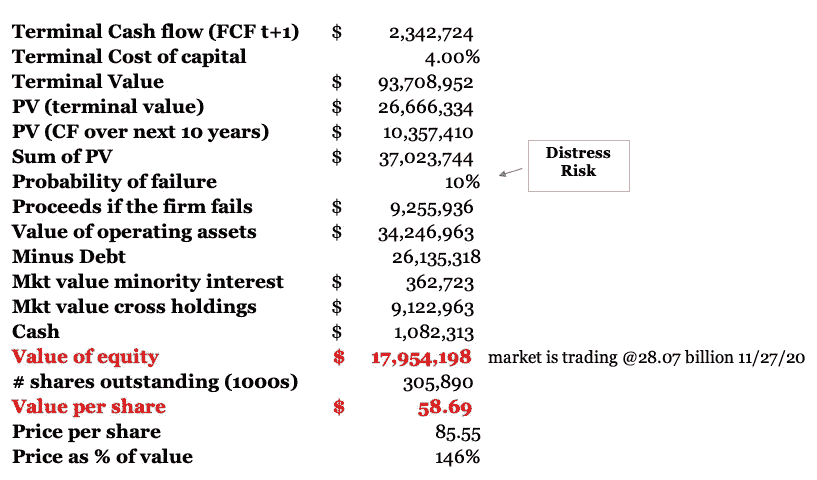 Terminal Cash flow (FCF t+1) $ 2,342,724
Terminal Cost of capital 4.00%
Terminal Value $ 93,708,952
PV (terminal value) $ 26,666,334
PV (CF over next 10 years) $ 10,357,410
Sum of PV $ 37,023,744
Probability of failure 10%
Distress
Risk
Proceeds if the firm fails $ 9,255,936
Value of operating assets $ 34,246,963
Minus Debt 26,135,318
Mkt value minority interest $ 362,723
Mkt value cross holdings $ 9,122,963
Cash $ 1,082,313
Value of equity $ 17,954,198 market is trading @28.07 billion 11/27/20
# shares outstanding (1000s) 305,890
Value per share $ 58.69
Price per share 85.55
Price as % of value 146%